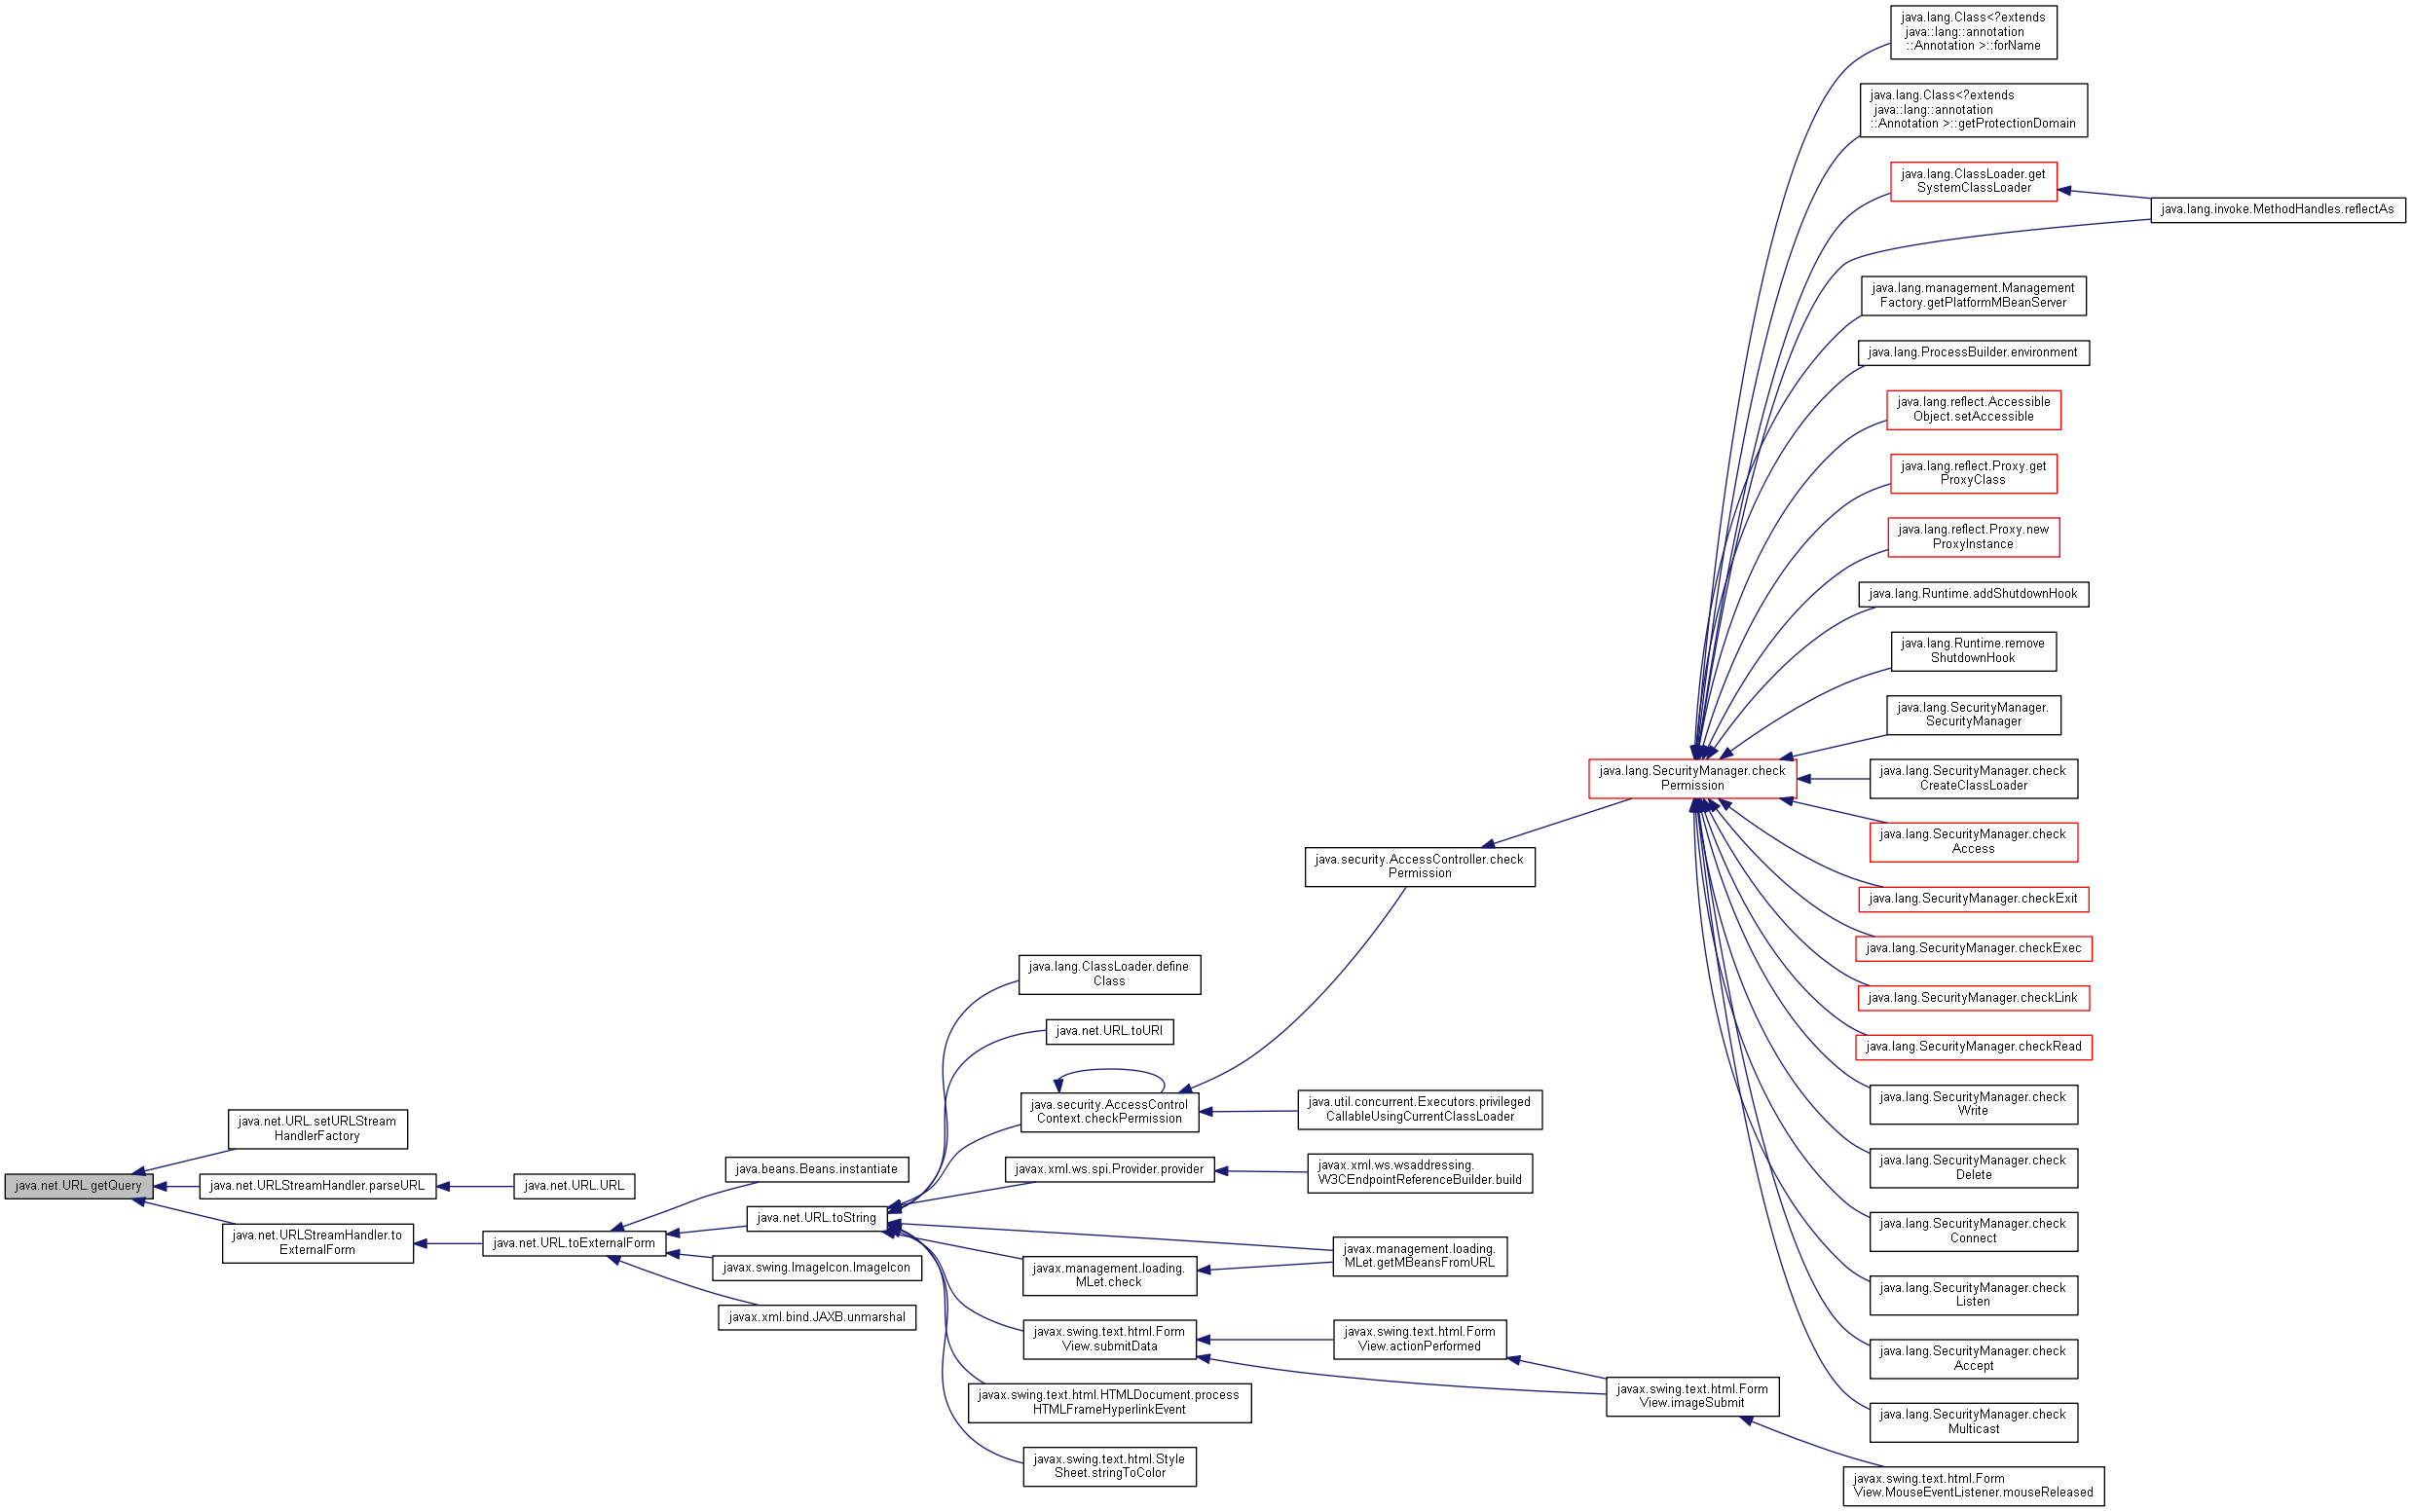 java.lang.Class<?extends
java::lang::annotation
::Annotation >::forName
java.lang.Class<?extends
java::lang::annotation
::Annotation >::getProtectionDomain
java.lang.ClassLoader.get
SystemClassLoader
java.lang.invoke.MethodHandles.reflectAs
java.lang.management.Management
Factory.getPlatformMBeanServer
java.lang.ProcessBuilder.environment
java.lang.reflect.Accessible
Object.setAccessible
java.lang.reflect.Proxy.get
ProxyClass
java.lang.reflect.Proxy.new
ProxyInstance
java.lang.Runtime.addShutdownHook
java.lang.Runtime.remove
ShutdownHook
java.lang.SecurityManager.
SecurityManager
java.lang.SecurityManager.check
Permission
java.lang.SecurityManager.check
CreateClassLoader
java.lang.SecurityManager.check
Access
java.security.AccessController.check
Permission
java.lang.SecurityManager.checkExit
java.lang.SecurityManager.checkExec
java.lang.ClassLoader.define
Class
java.lang.SecurityManager.checkLink
java.net.URL.toURI
java.lang.SecurityManager.checkRead
java.security.AccessControl
Context.checkPermission
java.util.concurrent.Executors.privileged
CallableUsingCurrentClassLoader
java.lang.SecurityManager.check
Write
java.net.URL.setURLStream
HandlerFactory
java.beans.Beans.instantiate
javax.xml.ws.spi.Provider.provider
javax.xml.ws.wsaddressing.
W3CEndpointReferenceBuilder.build
java.lang.SecurityManager.check
Delete
java.net.URL.getQuery
java.net.URLStreamHandler.parseURL
java.net.URL.URL
java.net.URL.toString
java.lang.SecurityManager.check
Connect
java.net.URLStreamHandler.to
ExternalForm
java.net.URL.toExternalForm
javax.swing.ImageIcon.ImageIcon
javax.management.loading.
MLet.check
javax.management.loading.
MLet.getMBeansFromURL
java.lang.SecurityManager.check
Listen
javax.xml.bind.JAXB.unmarshal
javax.swing.text.html.Form
View.submitData
javax.swing.text.html.Form
View.actionPerformed
java.lang.SecurityManager.check
Accept
javax.swing.text.html.HTMLDocument.process
HTMLFrameHyperlinkEvent
javax.swing.text.html.Form
View.imageSubmit
java.lang.SecurityManager.check
Multicast
javax.swing.text.html.Style
Sheet.stringToColor
javax.swing.text.html.Form
View.MouseEventListener.mouseReleased